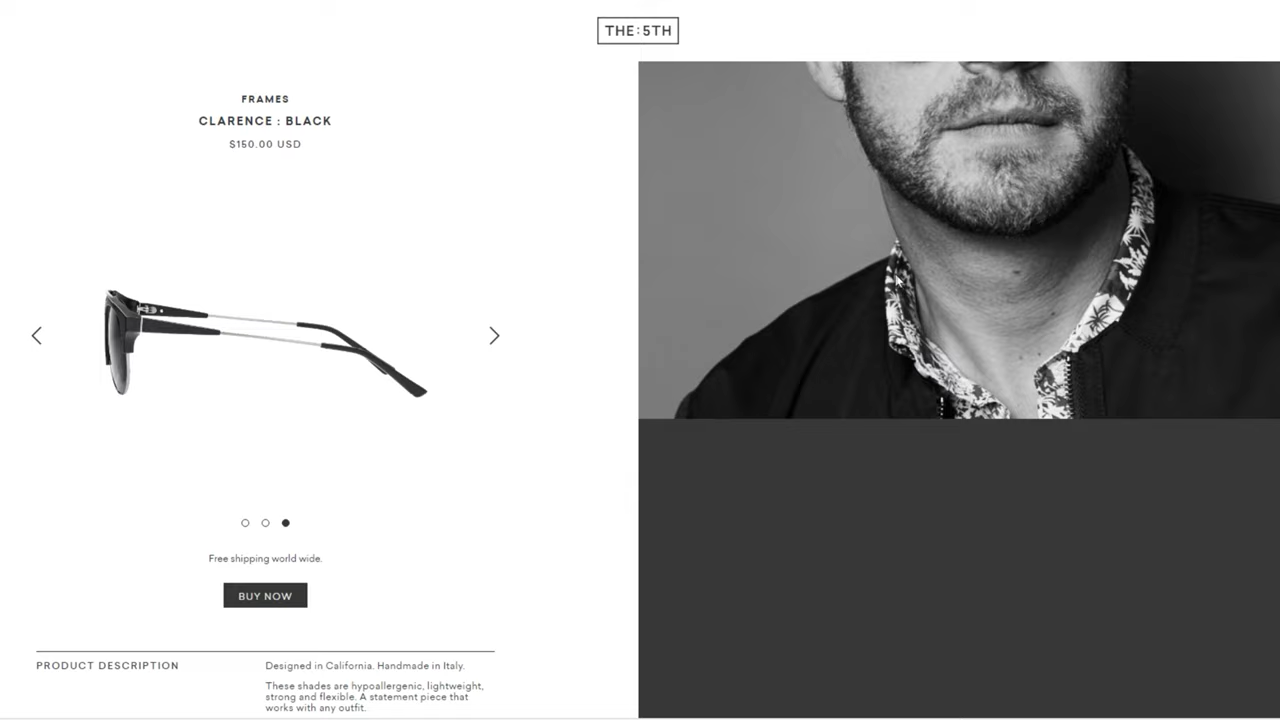 THE:5TH
FRAMES
CLARENCE : BLACK
$150.00 USD
Free shipping world wide.
BUY NOW
PRODUCT DESCRIPTION
Designed in California. Handmade in Italy.
These shades are hypoallergenic, lightweight,
strong and flexible. A statement piece that
works with any outfit.